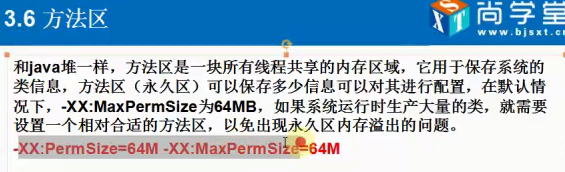 3.6 方法区
尚学堂
www.bjsxt.com
和java堆一样，方法区是一块所有线程共享的内存区域，它用于保存系统的
类信息，方法区（永久区）可以保存多少信息可以对其进行配置，在默认情
况下，-XX:MaxPermSize为64MB，如果系统运行时生产大量的类，就需要
设置一个相对合适的方法区，以免出现永久区内存溢出的问题。
-XX:PermSize=64M -XX:MaxPermSize=64M